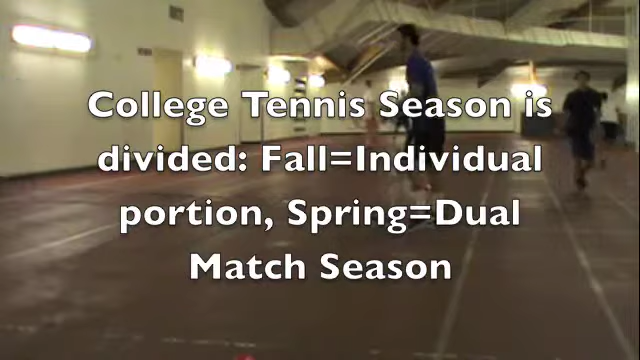 College Tennis Season is
divided: Fall=Individual
portion, Spring=Dual
Match Season